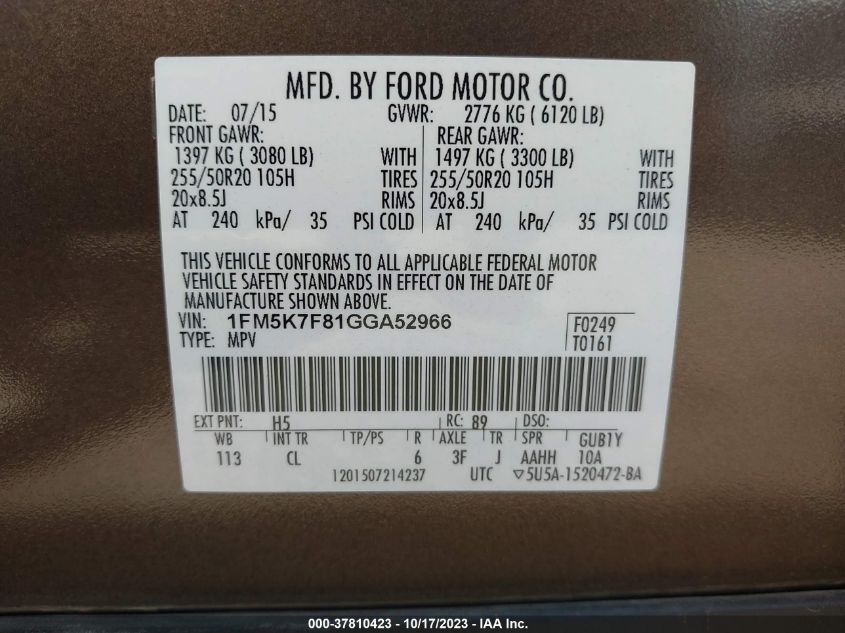 MFD. BY FORD MOTOR CO.
DATE: 07/15 GVWR: 2776 KG ( 6120 LB)
FRONT GAWR: REAR GAWR:
1397 KG ( 3080 LB) WITH 1497 KG ( 3300 LB) WITH
255/50R20 105H TIRES 255/50R20 105H TIRES
20x8.5J RIMS 20x8.5J RIMS
AT 240 kPa/ 35 PSI COLD AT 240 kPa/ 35 PSI COLD
THIS VEHICLE CONFORMS TO ALL APPLICABLE FEDERAL MOTOR
VEHICLE SAFETY STANDARDS IN EFFECT ON THE DATE OF
MANUFACTURE SHOWN ABOVE.
VIN: 1FM5K7F81GGA52966 F0249
TYPE: MPV T0161
EXT PNT: H5 RC: 89 DSO:
WB INT TR TP/PS R AXLE TR SPR GUB1Y
113 CL 6 3F J AAHH 10A
1201507214237 UTC ▽5U5A-1520472-BA
000-37810423 - 10/17/2023 - © IAA Holdings, LLC.